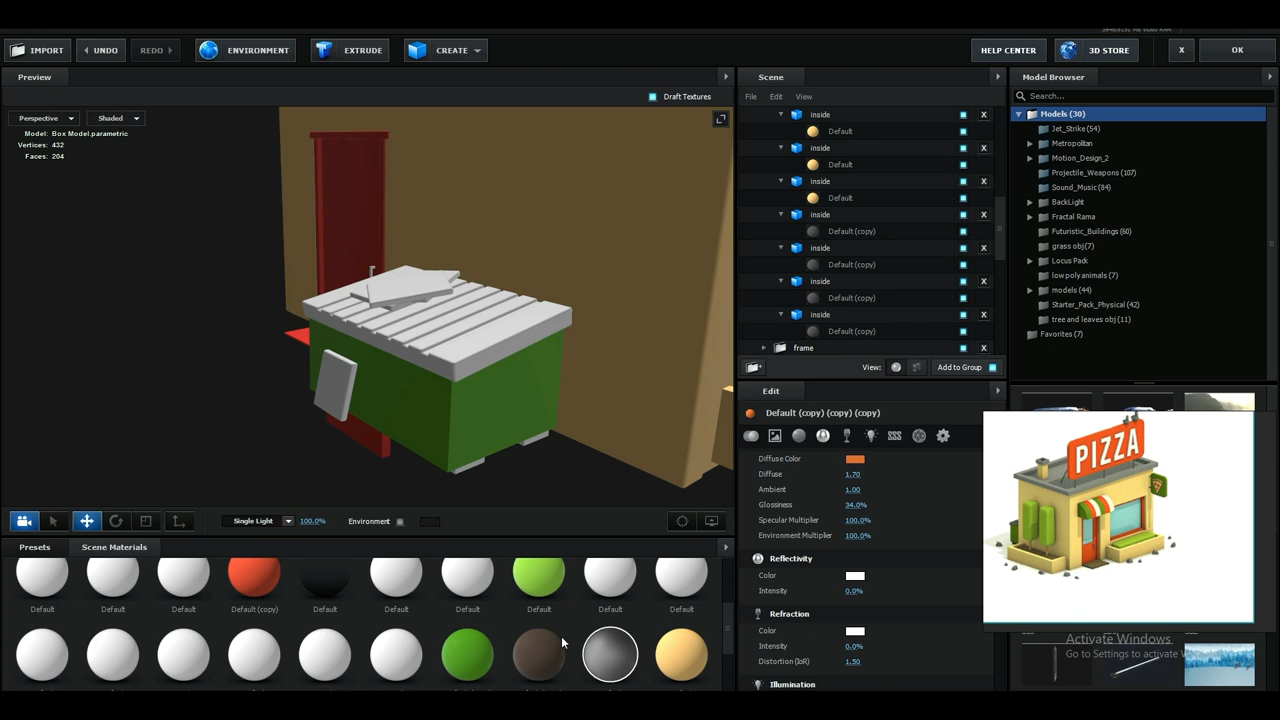 IMPORT
UNDO
REDO
ENVIRONMENT
EXTRUDE
CREATE
HELP CENTER
3D STORE
X
OK
Preview
Draft Textures
Perspective
Shaded
Model: Box Model.parametric
Vertices: 432
Faces: 204
Single Light
100.0%
Environment
Presets
Scene Materials
Default
Default
Default
Default (copy)
Default
Default
Default
Default
Default
Default
Scene
File
Edit
View
inside
X
Default
inside
X
Default
inside
X
Default
inside
X
Default (copy)
inside
X
Default (copy)
inside
X
Default (copy)
inside
X
Default (copy)
frame
X
View:
Add to Group
Edit
Default (copy) (copy) (copy)
Diffuse Color
Diffuse
1.70
Ambient
1.00
Glossiness
34.0%
Specular Multiplier
100.0%
Environment Multiplier
100.0%
Reflectivity
Color
Intensity
0.0%
Refraction
Color
Intensity
0.0%
Distortion (IoR)
1.50
Illumination
Model Browser
Search...
Models (30)
Jet_Strike (54)
Metropolitan
Motion_Design_2
Projectile_Weapons (107)
Sound_Music (84)
BackLight
Fractal Rama
Futuristic_Buildings (60)
grass obj(7)
Locus Pack
low poly animals (7)
models (44)
Starter_Pack_Physical (42)
tree and leaves obj (11)
Favorites (7)
PIZZA
Activate Windows
Go to Settings to activate W